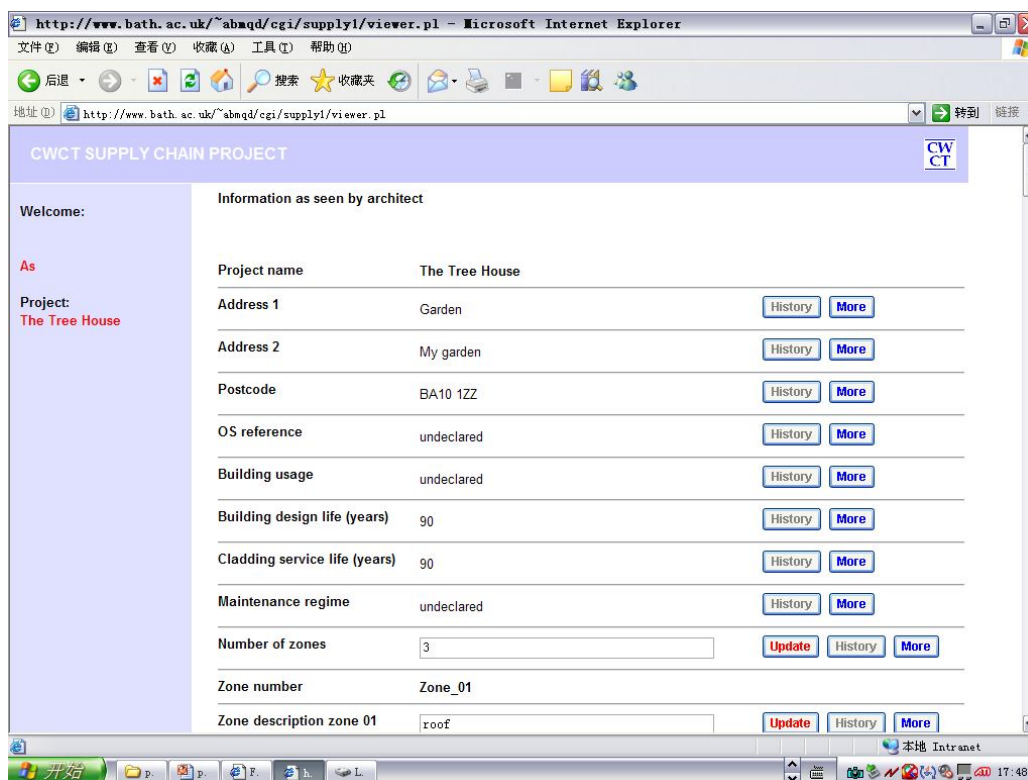 http://www.bath.ac.uk/~abmqd/cgi/supply1/viewer.pl - Microsoft Internet Explorer
文件(F) 编辑(E) 查看(V) 收藏(A) 工具(T) 帮助(H)
后退 搜索 收藏夹
地址(D) http://www.bath.ac.uk/~abmqd/cgi/supply1/viewer.pl 转到 链接
CWCT SUPPLY CHAIN PROJECT
CW
CT
Welcome:
As
Project:
The Tree House
Information as seen by architect
Project name The Tree House
Address 1 Garden History More
Address 2 My garden History More
Postcode BA10 1ZZ History More
OS reference undeclared History More
Building usage undeclared History More
Building design life (years) 90 History More
Cladding service life (years) 90 History More
Maintenance regime undeclared History More
Number of zones 3 Update History More
Zone number Zone_01
Zone description zone 01 roof Update History More
本地 Intranet
开始 p. p. F. h. L. 17:48